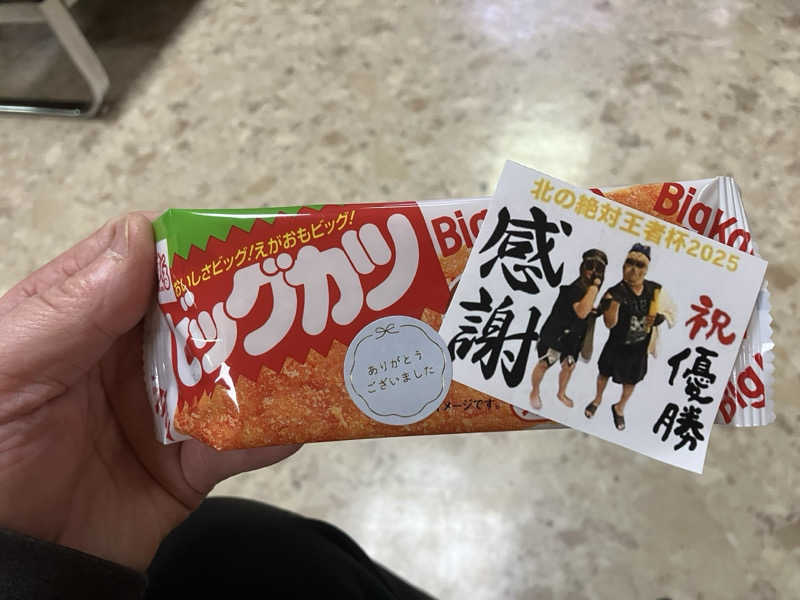 おいしさビッグ!えがおもビッグ!
ビッグカツ
BigKa
ありがとう
ございました
メージです。
北の絶対王者杯2025
感謝
祝
優勝